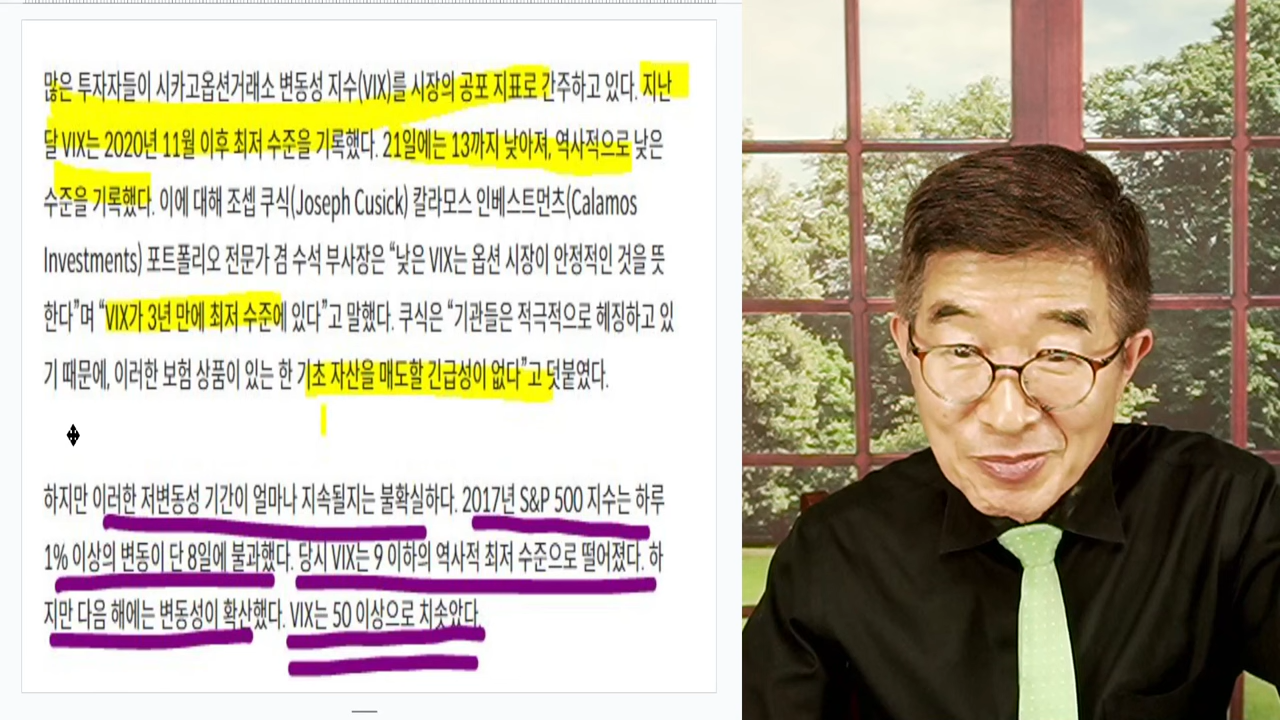 많은 투자자들이 시카고옵션거래소 변동성 지수(VIX)를 시장의 공포 지표로 간주하고 있다. 지난
달 VIX는 2020년 11월 이후 최저 수준을 기록했다. 21일에는 13까지 낮아져, 역사적으로 낮은
수준을 기록했다. 이에 대해 조셉 쿠식(Joseph Cusick) 칼라모스 인베스트먼츠(Calamos
Investments) 포트폴리오 전문가 겸 수석 부사장은 “낮은 VIX는 옵션 시장이 안정적인 것을 뜻
한다”며 “VIX가 3년 만에 최저 수준에 있다”고 말했다. 쿠식은 “기관들은 적극적으로 헤징하고 있
기 때문에, 이러한 보험 상품이 있는 한 기초 자산을 매도할 긴급성이 없다”고 덧붙였다.
하지만 이러한 저변동성 기간이 얼마나 지속될지는 불확실하다. 2017년 S&P 500 지수는 하루
1% 이상의 변동이 단 8일에 불과했다. 당시 VIX는 9 이하의 역사적 최저 수준으로 떨어졌다. 하
지만 다음 해에는 변동성이 확산했다. VIX는 50 이상으로 치솟았다.